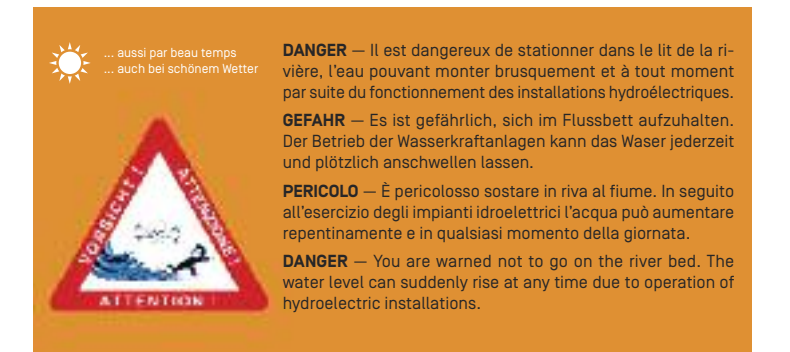 ... aussi par beau temps
... auch bei schönem Wetter
DANGER — Il est dangereux de stationner dans le lit de la ri-
vière, l'eau pouvant monter brusquement et à tout moment
par suite du fonctionnement des installations hydroélectriques.
GEFAHR — Es ist gefährlich, sich im Flussbett aufzuhalten.
Der Betrieb der Wasserkraftanlagen kann das Waser jederzeit
und plötzlich anschwellen lassen.
PERICOLO — È pericolosso sostare in riva al fiume. In seguito
all'esercizio degli impianti idroelettrici l'acqua può aumentare
repentinamente e in qualsiasi momento della giornata.
DANGER — You are warned not to go on the river bed. The
water level can suddenly rise at any time due to operation of
hydroelectric installations.
VORSICHT !
ATTENZIONE !
ATTENTION !